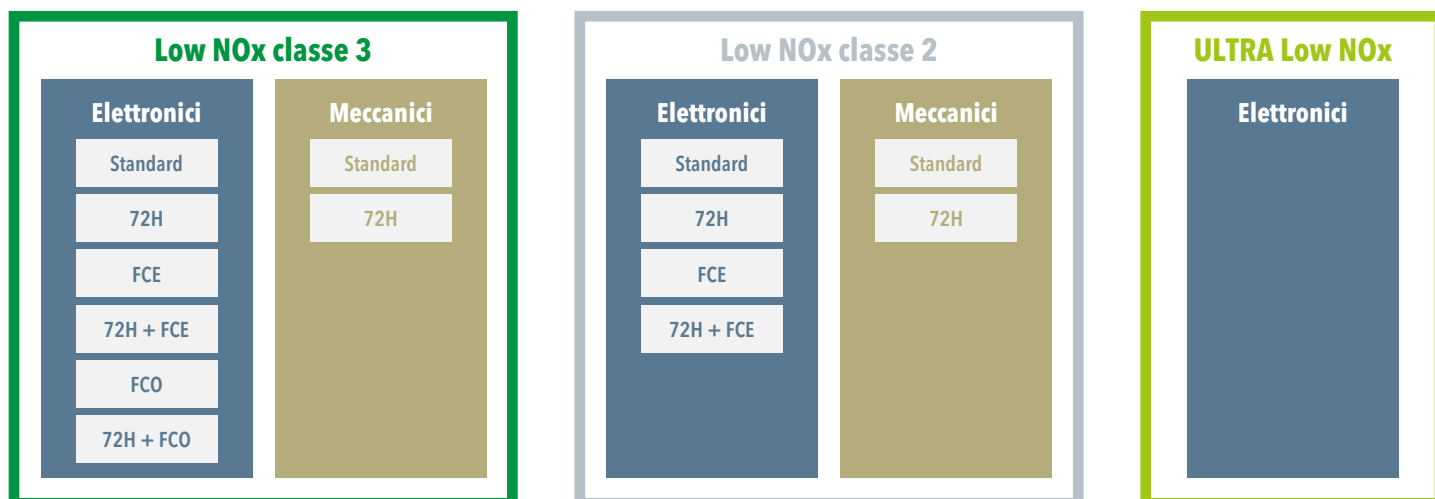 Low NOx classe 3
Elettronici
Standard
72H
FCE
72H + FCE
FCO
72H + FCO
Meccanici
Standard
72H
Low NOx classe 2
Elettronici
Standard
72H
FCE
72H + FCE
Meccanici
Standard
72H
ULTRA Low NOx
Elettronici